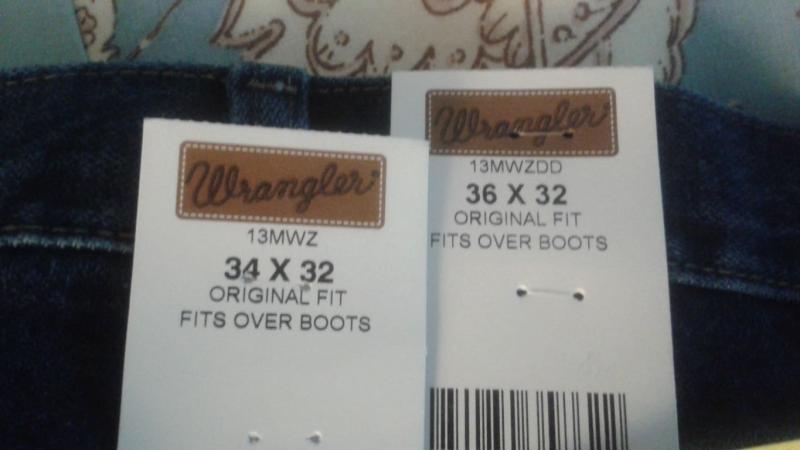 Wrangler
13MWZ
34 X 32
ORIGINAL FIT
FITS OVER BOOTS
Wrangler
13MWZDD
36 X 32
ORIGINAL FIT
FITS OVER BOOTS